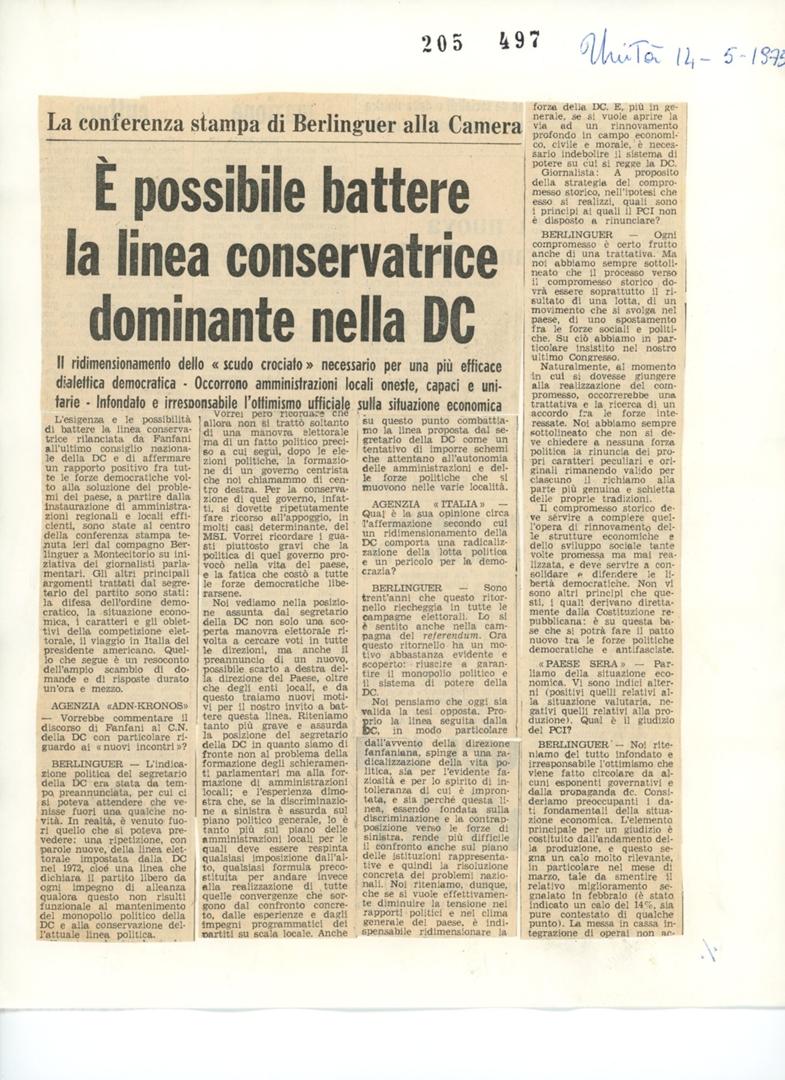 205 497
Unità 14-5-1975
La conferenza stampa di Berlinguer alla Camera
È possibile battere
la linea conservatrice
dominante nella DC
Il ridimensionamento dello « scudo crociato » necessario per una più efficace
dialettica democratica - Occorrono amministrazioni locali oneste, capaci e uni-
tarie - Infondato e irresponsabile l'ottimismo ufficiale sulla situazione economica
L'esigenza e le possibilità
di battere la linea conserva-
trice rilanciata da Fanfani
all'ultimo consiglio naziona-
le della DC e di affermare
un rapporto positivo fra tut-
te le forze democratiche vol-
to alla soluzione dei proble-
mi del paese, a partire dalla
instaurazione di amministra-
zioni regionali e locali effi-
cienti, sono state al centro
della conferenza stampa te-
nuta ieri dal compagno Ber-
linguer a Montecitorio su ini-
ziativa dei giornalisti parla-
mentari. Gli altri principali
argomenti trattati dal segre-
tario del partito sono stati:
la difesa dell'ordine demo-
cratico, la situazione econo-
mica, i caratteri e gli obiet-
tivi della competizione elet-
torale, il viaggio in Italia del
presidente americano. Quel-
lo che segue è un resoconto
dell'ampio scambio di do-
mande e di risposte durato
un'ora e mezzo.
AGENZIA «ADN-KRONOS»
— Vorrebbe commentare il
discorso di Fanfani al C.N.
della DC con particolare ri-
guardo ai « nuovi incontri »?
BERLINGUER — L'indica-
zione politica del segretario
della DC era stata da tem-
po preannunciata, per cui ci
si poteva attendere che ve-
nisse fuori una qualche no-
vità. In realtà, è venuto fuo-
ri quello che si poteva pre-
vedere: una ripetizione, con
parole nuove, della linea elet-
torale impostata dalla DC
nel 1972, cioè una linea che
dichiara il partito libero da
ogni impegno di alleanza
qualora questo non risulti
funzionale al mantenimento
del monopolio politico della
DC e alla conservazione del-
l'attuale linea politica.
Vorrei però ricordare che
allora non si trattò soltanto
di una manovra elettorale
ma di un fatto politico preci-
so a cui seguì, dopo le ele-
zioni politiche, la formazio-
ne di un governo centrista
che noi chiamammo di cen-
tro destra. Per la conserva-
zione di quel governo, infat-
ti, si dovette ripetutamente
fare ricorso all'appoggio, in
molti casi determinante, del
MSI. Vorrei ricordare i gua-
sti piuttosto gravi che la
politica di quel governo pro-
vocò nella vita del paese,
e la fatica che costò a tutte
le forze democratiche libe-
rarsene.
Noi vediamo nella posizio-
ne assunta dal segretario
della DC non solo una sco-
perta manovra elettorale ri-
volta a cercare voti in tutte
le direzioni, ma anche il
preannuncio di un nuovo,
possibile scarto a destra del-
la direzione del Paese, oltre
che degli enti locali, e da
questo traiamo nuovi moti-
vi per il nostro invito a bat-
tere questa linea. Riteniamo
tanto più grave e assurda
la posizione del segretario
della DC in quanto siamo di
fronte non al problema della
formazione degli schieramen-
ti parlamentari ma alla for-
mazione di amministrazioni
locali; e l'esperienza dimo-
stra che, se la discriminazio-
ne a sinistra è assurda sul
piano politico generale, lo è
tanto più sul piano delle
amministrazioni locali per le
quali deve essere respinta
qualsiasi imposizione dall'al-
to, qualsiasi formula preco-
stituita per andare invece
alla realizzazione di tutte
quelle convergenze che sor-
gono dal confronto concre-
to, dalle esperienze e dagli
impegni programmatici dei
partiti su scala locale. Anche
su questo punto combattia-
mo la linea proposta dal se-
gretario della DC come un
tentativo di imporre schemi
che attentano all'autonomia
delle amministrazioni e del-
le forze politiche che si
muovono nelle varie località.
AGENZIA «ITALIA» —
Qual è la sua opinione circa
l'affermazione secondo cui
un ridimensionamento della
DC comporta una radicaliz-
zazione della lotta politica
e un pericolo per la demo-
crazia?
BERLINGUER — Sono
trent'anni che questo ritor-
nello riecheggia in tutte le
campagne elettorali. Lo si
è sentito anche nella cam-
pagna del referendum. Ora
questo ritornello ha un mo-
tivo abbastanza evidente e
scoperto: riuscire a garan-
tire il monopolio politico e
il sistema di potere della
DC.
Noi pensiamo che oggi sia
valida la tesi opposta. Pro-
prio la linea seguita dalla
DC, in modo particolare
dall'avvento della direzione
fanfaniana, spinge a una ra-
dicalizzazione della vita po-
litica, sia per l'evidente fa-
ziosità e per lo spirito di in-
tolleranza di cui è impron-
tata, e sia perché questa li-
nea, essendo fondata sulla
discriminazione e la contrap-
posizione verso le forze di
sinistra, rende più difficile
il confronto anche sul piano
delle istituzioni rappresenta-
tive e quindi la risoluzione
concreta dei problemi nazio-
nali. Noi riteniamo, dunque,
che se si vuole effettivamen-
te diminuire la tensione nei
rapporti politici e nel clima
generale del paese, è indi-
spensabile ridimensionare la
forza della DC. E, più in ge-
nerale, se si vuole aprire la
via ad un rinnovamento
profondo in campo economi-
co, civile e morale, è neces-
sario indebolire il sistema di
potere su cui si regge la DC.
Giornalista: A proposito
della strategia del compro-
messo storico, nell'ipotesi che
esso si realizzi, quali sono
i principi ai quali il PCI non
è disposto a rinunciare?
BERLINGUER — Ogni
compromesso è certo frutto
anche di una trattativa. Ma
noi abbiamo sempre sottoli-
neato che il processo verso
il compromesso storico do-
vrà essere soprattutto il ri-
sultato di una lotta, di un
movimento che si svolga nel
paese, di uno spostamento
fra le forze sociali e politi-
che. Su ciò abbiamo in par-
ticolare insistito nel nostro
ultimo Congresso.
Naturalmente, al momento
in cui si dovesse giungere
alla realizzazione del com-
promesso, occorrerebbe una
trattativa e la ricerca di un
accordo fra le forze inte-
ressate. Noi abbiamo sempre
sottolineato che non si de-
ve chiedere a nessuna forza
politica la rinuncia dei pro-
pri caratteri peculiari e ori-
ginali rimanendo valido per
ciascuno il richiamo alla
parte più genuina e schietta
delle proprie tradizioni.
Il compromesso storico de-
ve servire a compiere quel-
l'opera di rinnovamento del-
le strutture economiche e
dello sviluppo sociale tante
volte promessa ma mai rea-
lizzata, e deve servire a con-
solidare e difendere le li-
bertà democratiche. Non vi
sono altri principi che que-
sti, i quali derivano diretta-
mente dalla Costituzione re-
pubblicana: è su questa ba-
se che si potrà fare il patto
nuovo tra le forze politiche
democratiche e antifasciste.
«PAESE SERA» — Par-
liamo della situazione eco-
nomica. Vi sono indici alter-
ni (positivi quelli relativi al-
la situazione valutaria, ne-
gativi quelli relativi alla pro-
duzione). Qual è il giudizio
del PCI?
BERLINGUER — Noi rite-
niamo del tutto infondato e
irresponsabile l'ottimismo che
viene fatto circolare da al-
cuni esponenti governativi e
dalla propaganda dc. Consi-
deriamo preoccupanti i da-
ti fondamentali della situa-
zione economica. L'elemento
principale per un giudizio è
costituito dall'andamento del-
la produzione, e questo se-
gna un calo molto rilevante,
in particolare nel mese di
marzo, tale da smentire il
relativo miglioramento se-
gnalato in febbraio (è stato
indicato un calo del 14%, sia
pure contestato di qualche
punto). La messa in cassa in-
tegrazione di operai non ac-